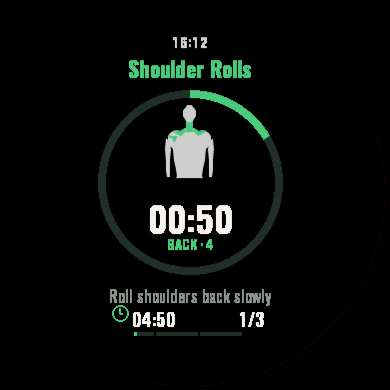 16:12
Shoulder Rolls
00:50
BACK·4
Roll shoulders back slowly
04:50 1/3